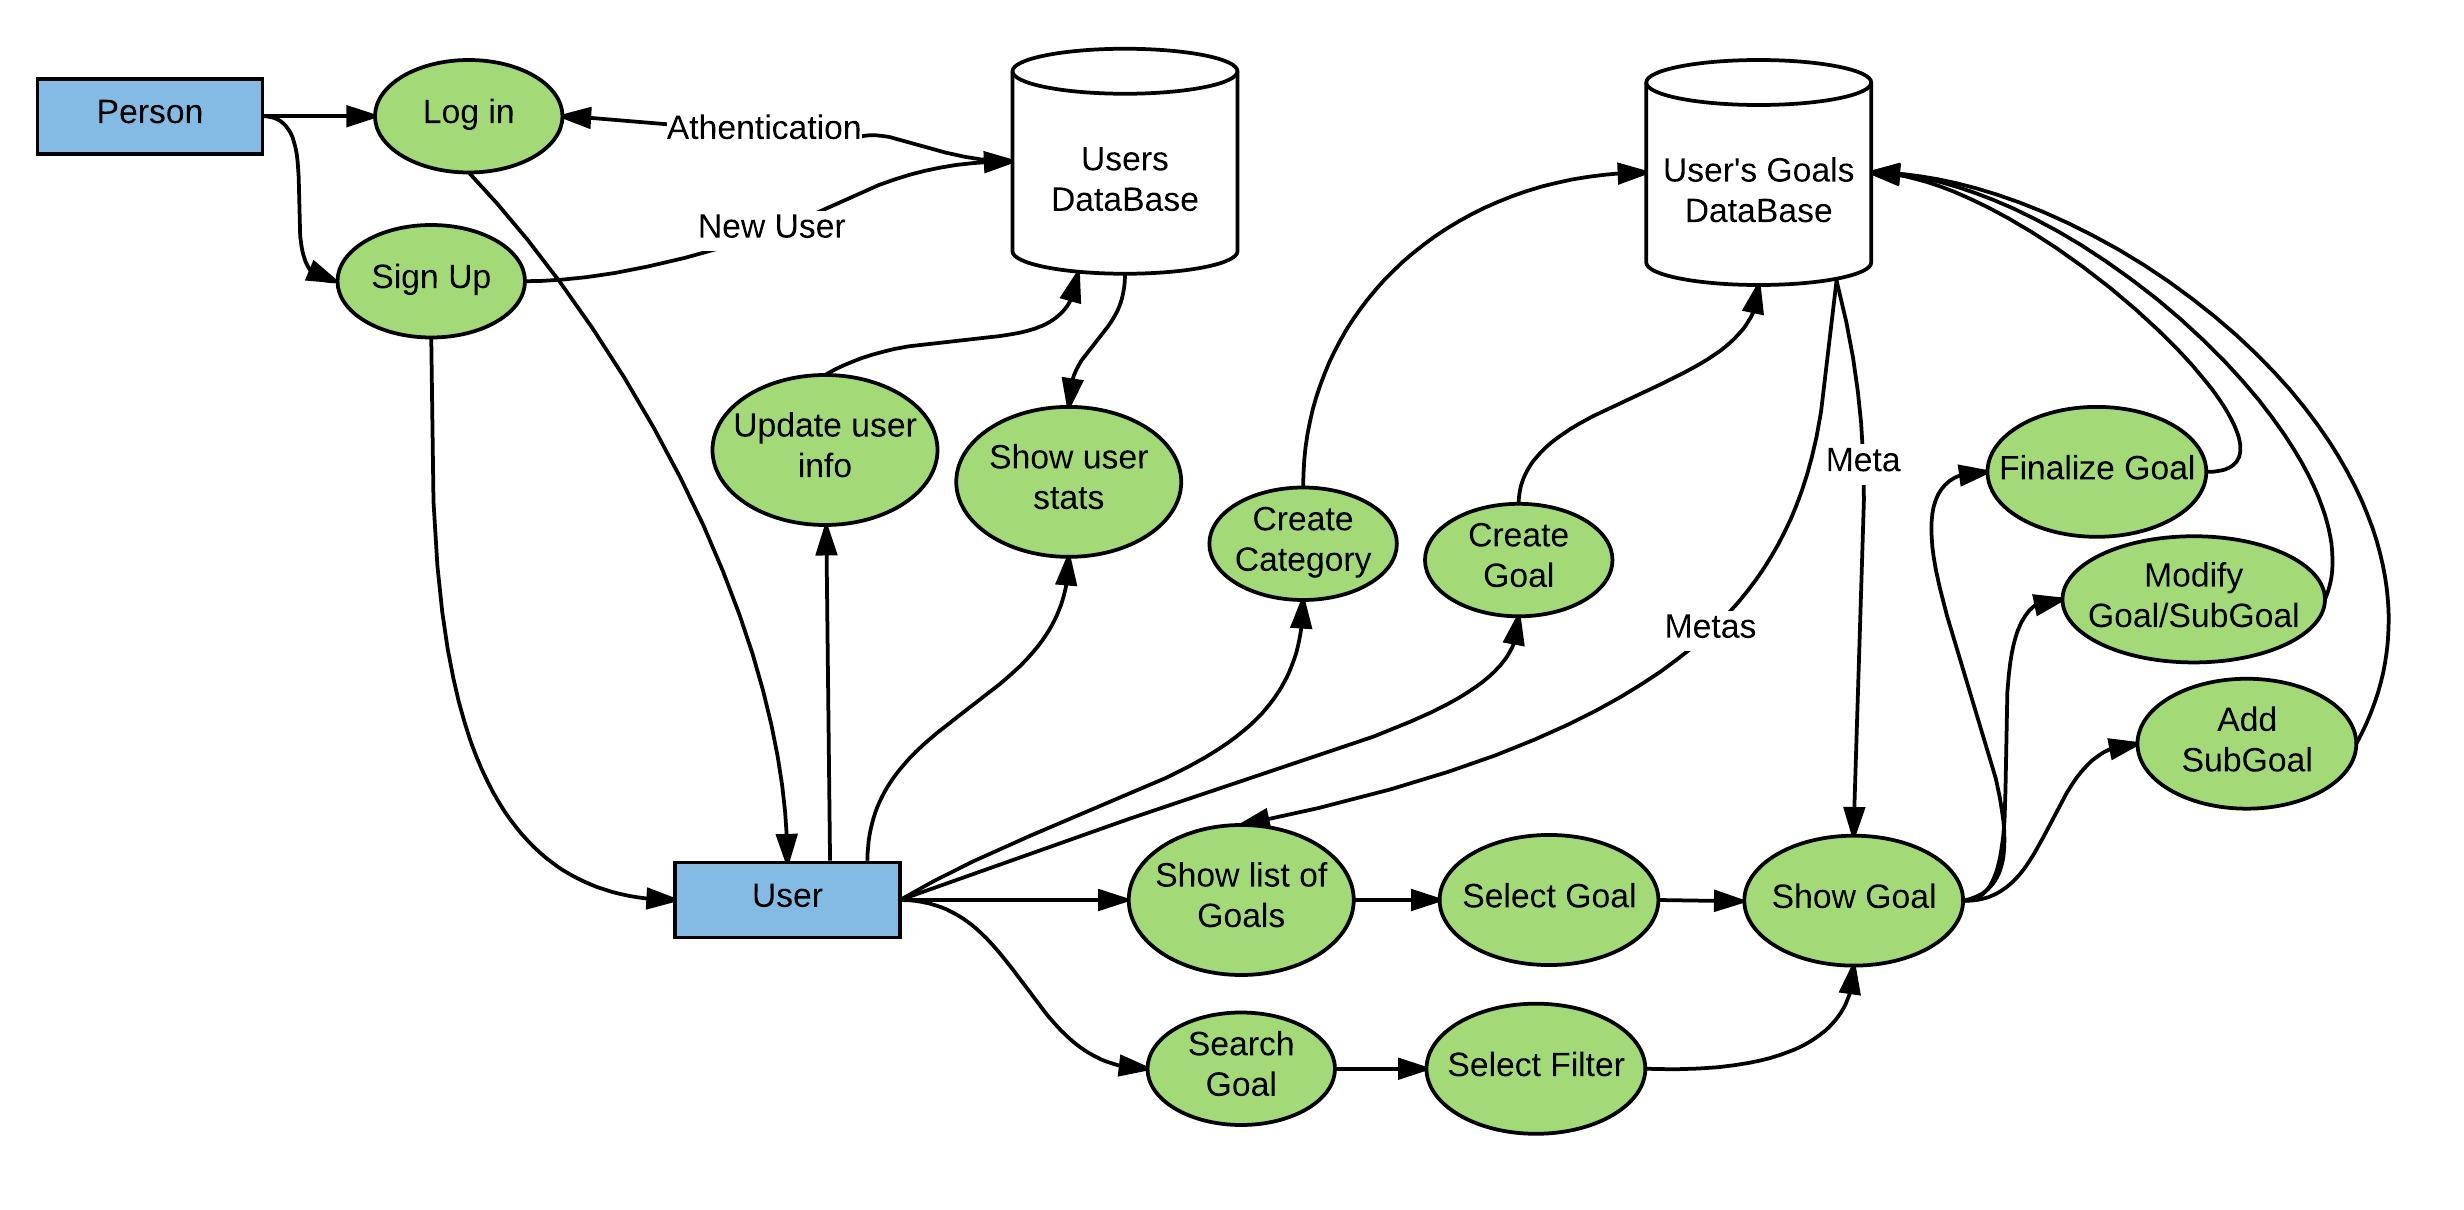 Person
Log in
Athentication
Users
DataBase
User's Goals
DataBase
New User
Sign Up
Update user
info
Show user
stats
Create
Category
Create
Goal
Meta
Finalize Goal
Modify
Goal/SubGoal
Metas
Add
SubGoal
User
Show list of
Goals
Select Goal
Show Goal
Search
Goal
Select Filter